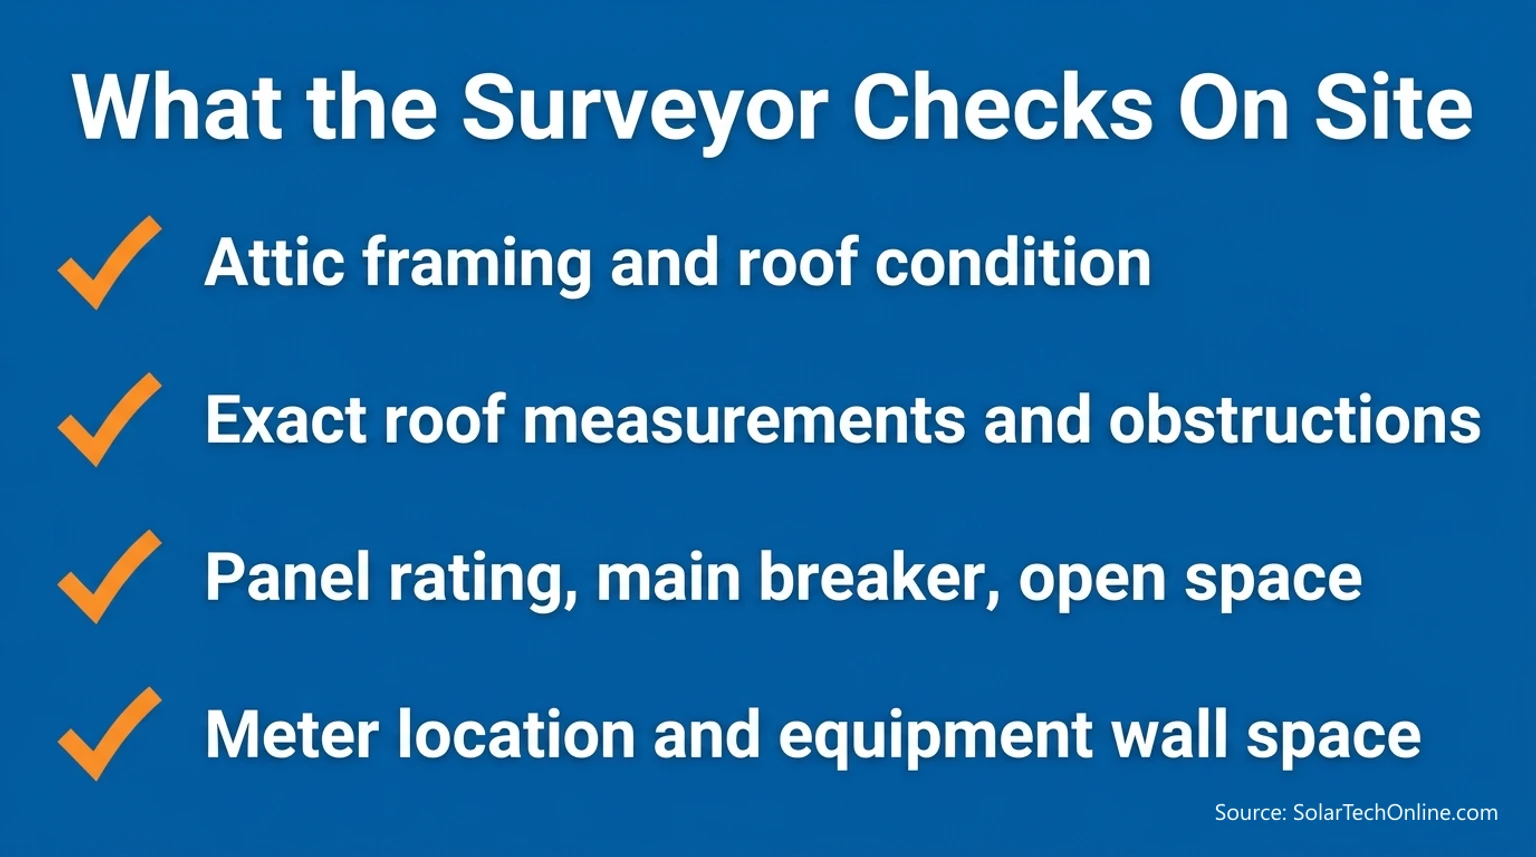 What the Surveyor Checks On Site
Attic framing and roof condition
Exact roof measurements and obstructions
Panel rating, main breaker, open space
Meter location and equipment wall space
Source: SolarTechOnline.com